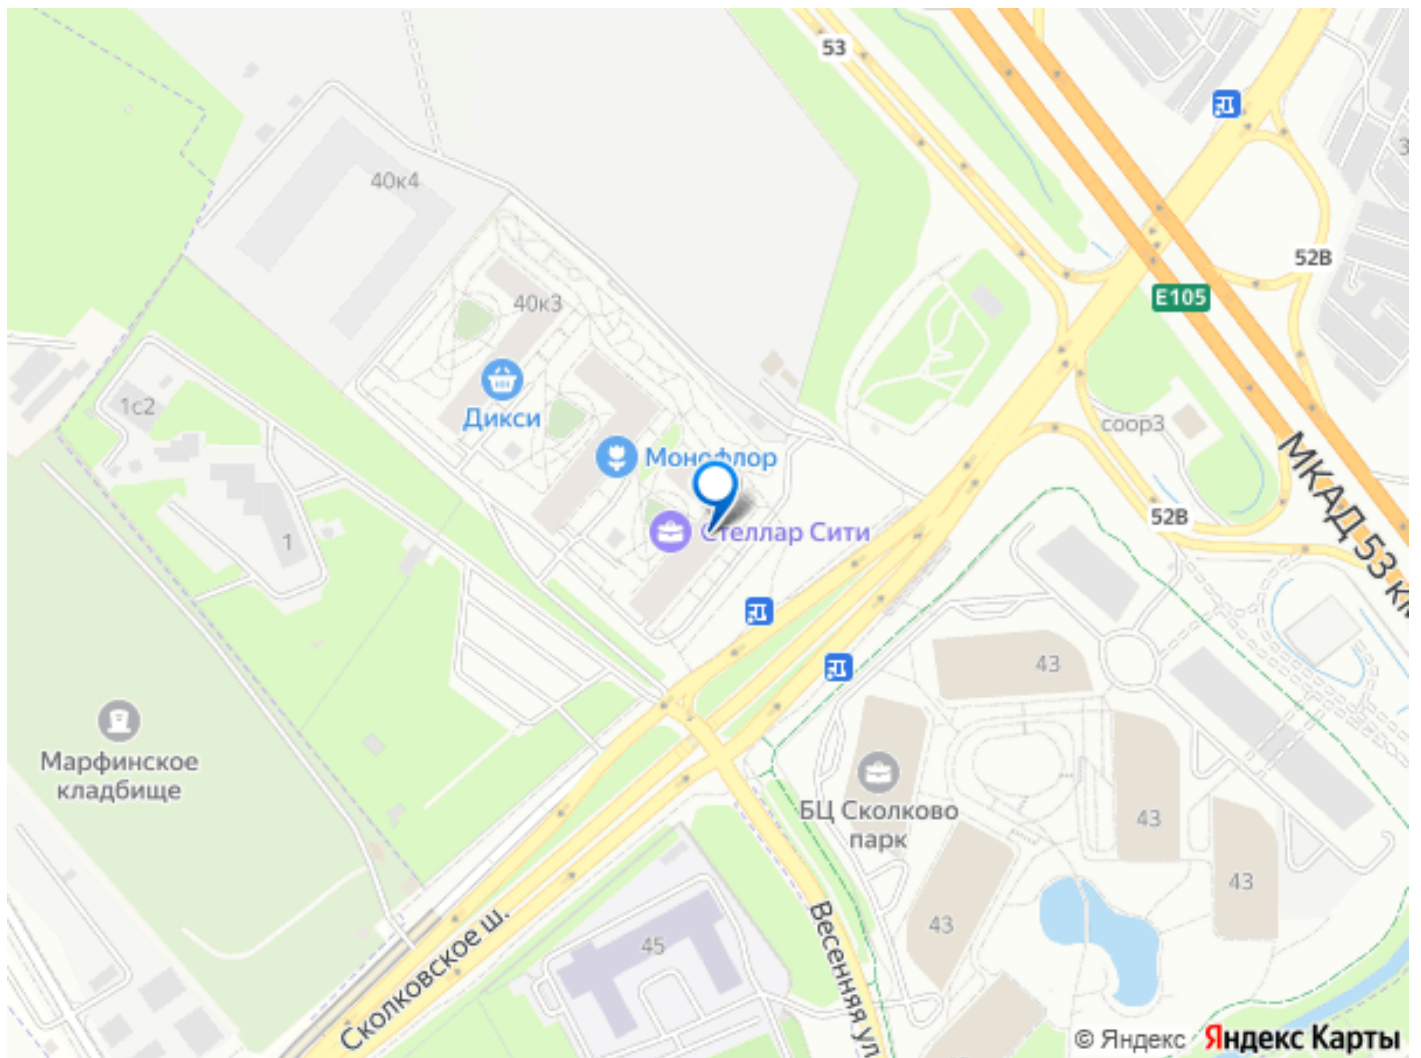 53
52В
E105
40к4
40к3
Дикси
1с2
соор3
Монофлор
МКАД 53 км
52В
1
Стеллар Сити
43
Марфинское
кладбище
БЦ Сколково
парк
43
43
43
45
Весенняя ул.
Сколковское ш.
© Яндекс Яндекс Карты